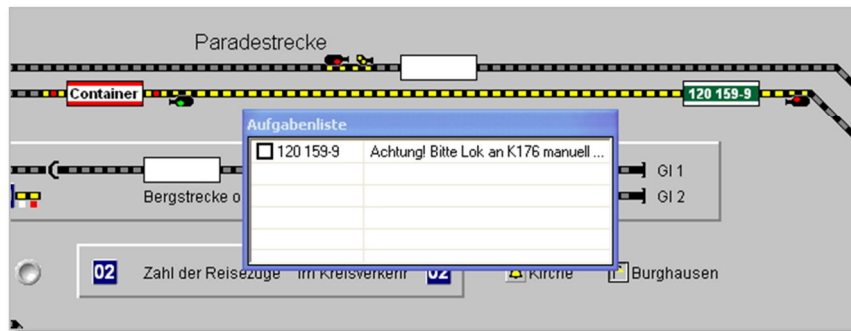 Paradestrecke
Container
120 159-9
Aufgabenliste
120 159-9 Achtung! Bitte Lok an K176 manuell ...
Gl 1
Bergstrecke o
Gl 2
02 Zahl der Reisezüge im Kreisverkehr 02 Kirche Burghausen